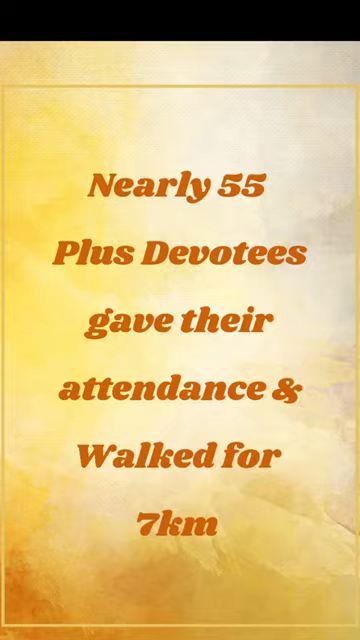 Nearly 55
Plus Devotees
gave their
attendance &
Walked for
7km